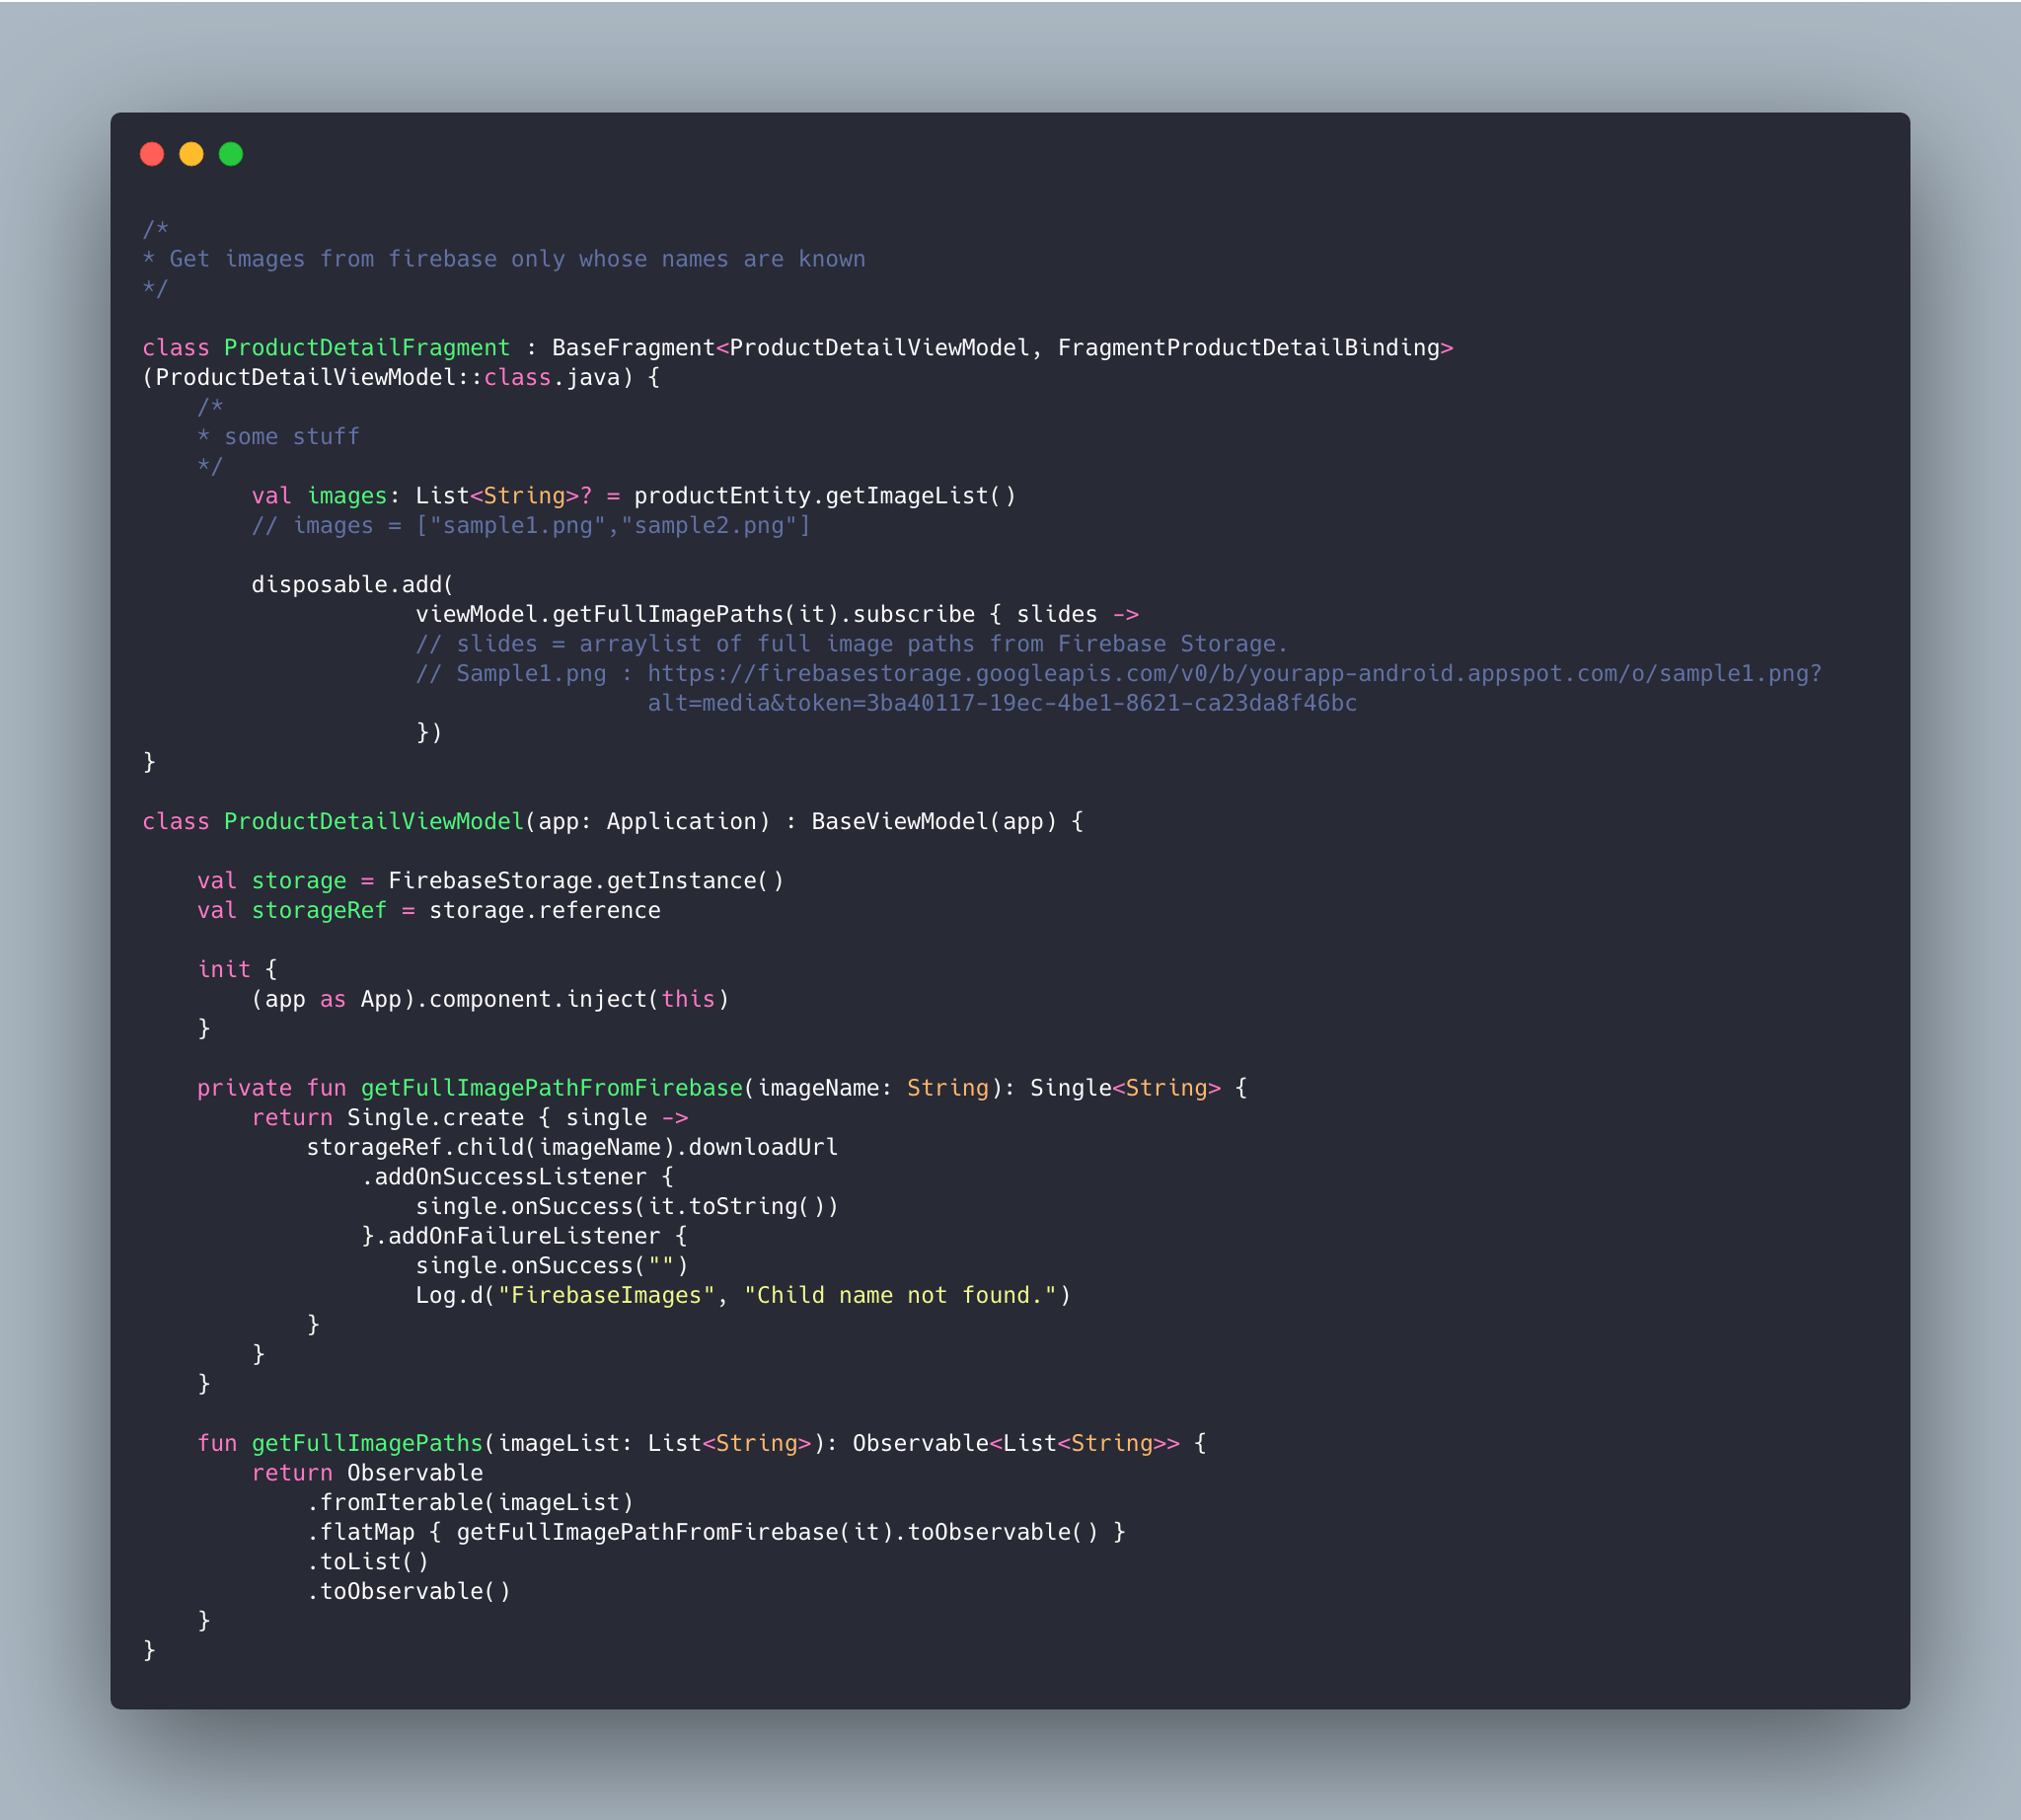 /*
* Get images from firebase only whose names are known
*/

class ProductDetailFragment : BaseFragment<ProductDetailViewModel, FragmentProductDetailBinding>
(ProductDetailViewModel::class.java) {
    /*
    * some stuff
    */
        val images: List<String>? = productEntity.getImageList()
        // images = ["sample1.png","sample2.png"]

        disposable.add(
                    viewModel.getFullImagePaths(it).subscribe { slides ->
                    // slides = arraylist of full image paths from Firebase Storage.
                    // Sample1.png : https://firebasestorage.googleapis.com/v0/b/yourapp-android.appspot.com/o/sample1.png?
                                     alt=media&token=3ba40117-19ec-4be1-8621-ca23da8f46bc
                    })
}

class ProductDetailViewModel(app: Application) : BaseViewModel(app) {

    val storage = FirebaseStorage.getInstance()
    val storageRef = storage.reference

    init {
        (app as App).component.inject(this)
    }

    private fun getFullImagePathFromFirebase(imageName: String): Single<String> {
        return Single.create { single ->
            storageRef.child(imageName).downloadUrl
                .addOnSuccessListener {
                    single.onSuccess(it.toString())
                }.addOnFailureListener {
                    single.onSuccess("")
                    Log.d("FirebaseImages", "Child name not found.")
            }
        }
    }

    fun getFullImagePaths(imageList: List<String>): Observable<List<String>> {
        return Observable
            .fromIterable(imageList)
            .flatMap { getFullImagePathFromFirebase(it).toObservable() }
            .toList()
            .toObservable()
    }
}